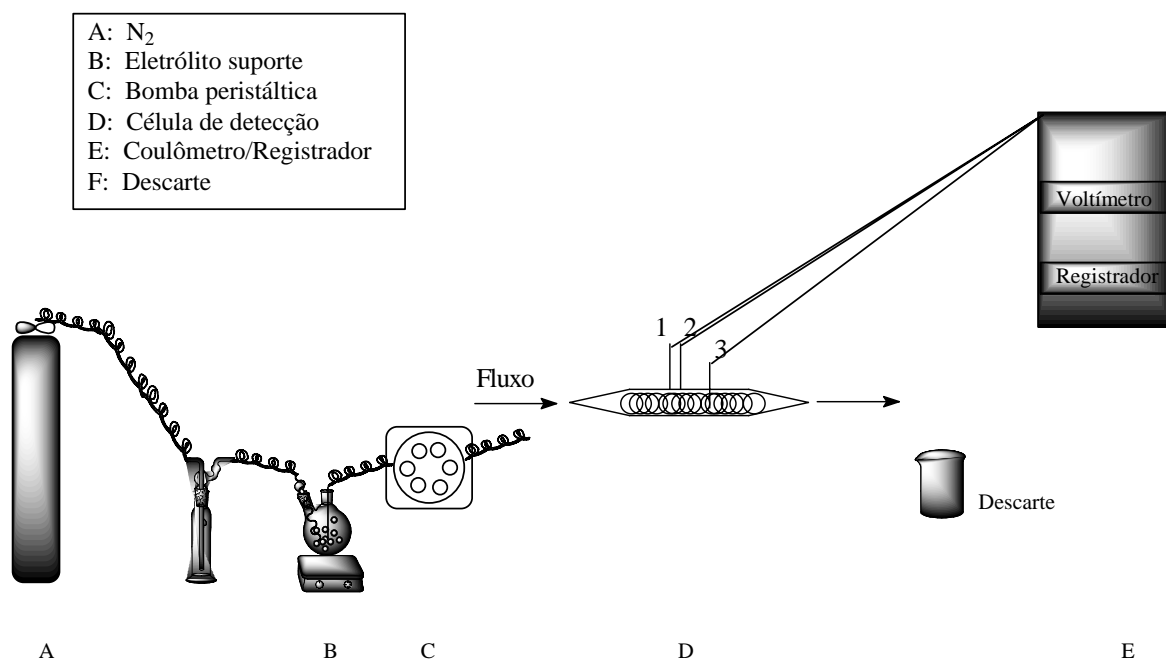 A: N₂
B: Eletrólito suporte
C: Bomba peristáltica
D: Célula de detecção
E: Coulômetro/Registrador
F: Descarte
Voltímetro
Registrador
1 2
3
Fluxo
Descarte
A B C D E